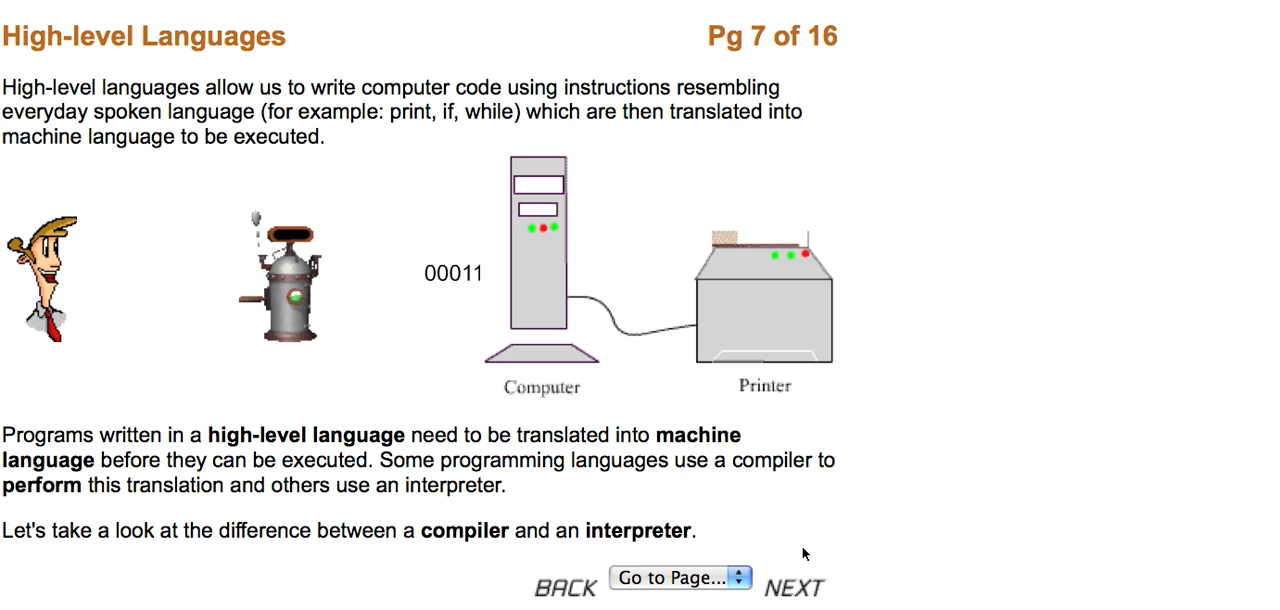 High-level Languages Pg 7 of 16
High-level languages allow us to write computer code using instructions resembling
everyday spoken language (for example: print, if, while) which are then translated into
machine language to be executed.
00011
Computer
Printer
Programs written in a high-level language need to be translated into machine
language before they can be executed. Some programming languages use a compiler to
perform this translation and others use an interpreter.
Let's take a look at the difference between a compiler and an interpreter.
BACK Go to Page... NEXT